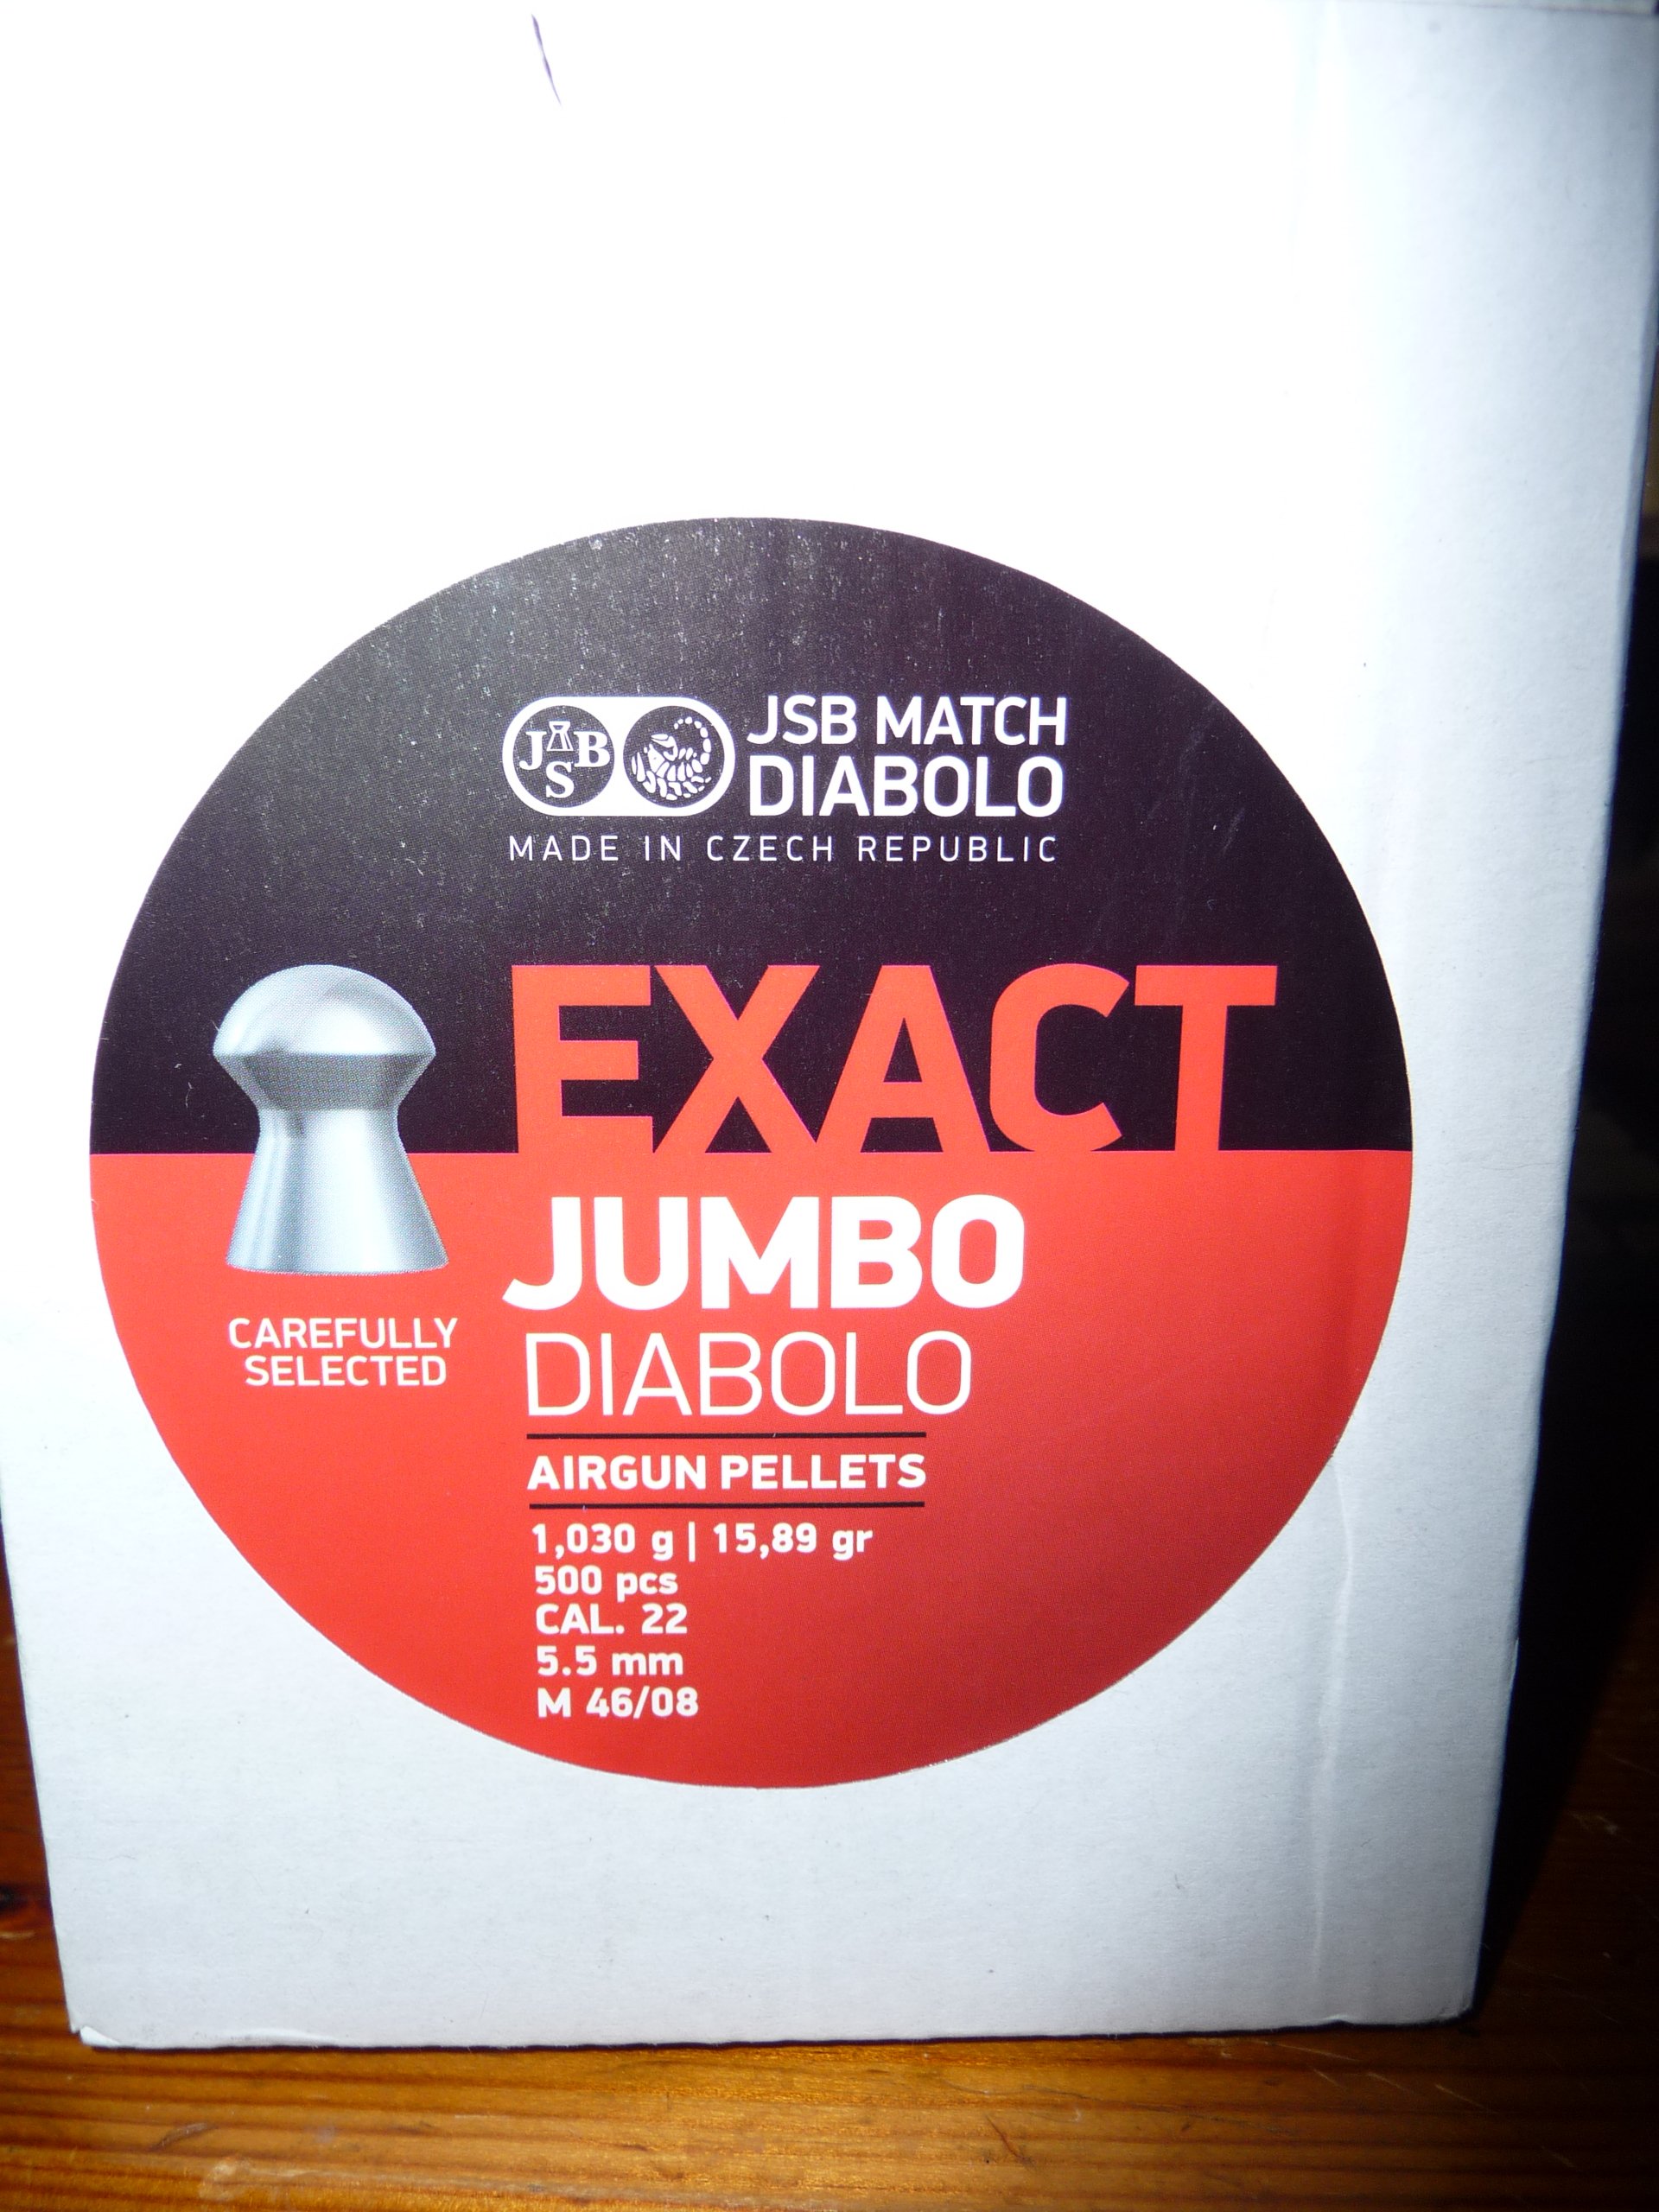 JSB
JSB MATCH
DIABOLO
MADE IN CZECH REPUBLIC
EXACT
JUMBO
DIABOLO
CAREFULLY
SELECTED
AIRGUN PELLETS
1,030 g | 15,89 gr
500 pcs
CAL. 22
5.5 mm
M 46/08